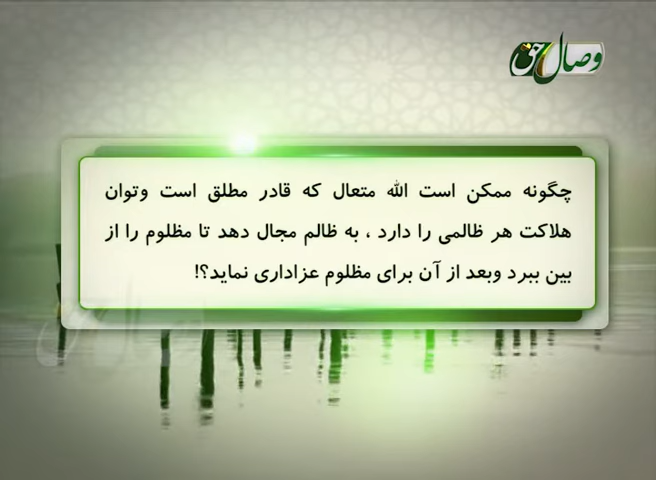 وصال حق
چگونه ممکن است الله متعال که قادر مطلق است وتوان
هلاکت هر ظالمی را دارد ، به ظالم مجال دهد تا مظلوم را از
بین ببرد وبعد از آن برای مظلوم عزاداری نماید؟!